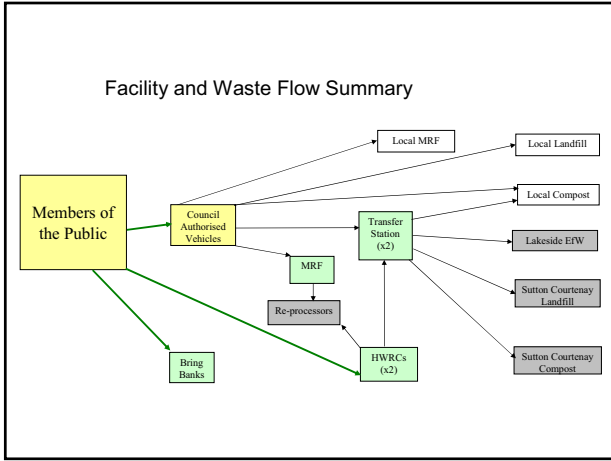 Facility and Waste Flow Summary
Local MRF
Local Landfill
Members of
the Public
Council
Authorised
Vehicles
Transfer
Station
(x2)
Local Compost
Lakeside EfW
MRF
Sutton Courtenay
Landfill
Re-processors
Bring
Banks
HWRCs
(x2)
Sutton Courtenay
Compost